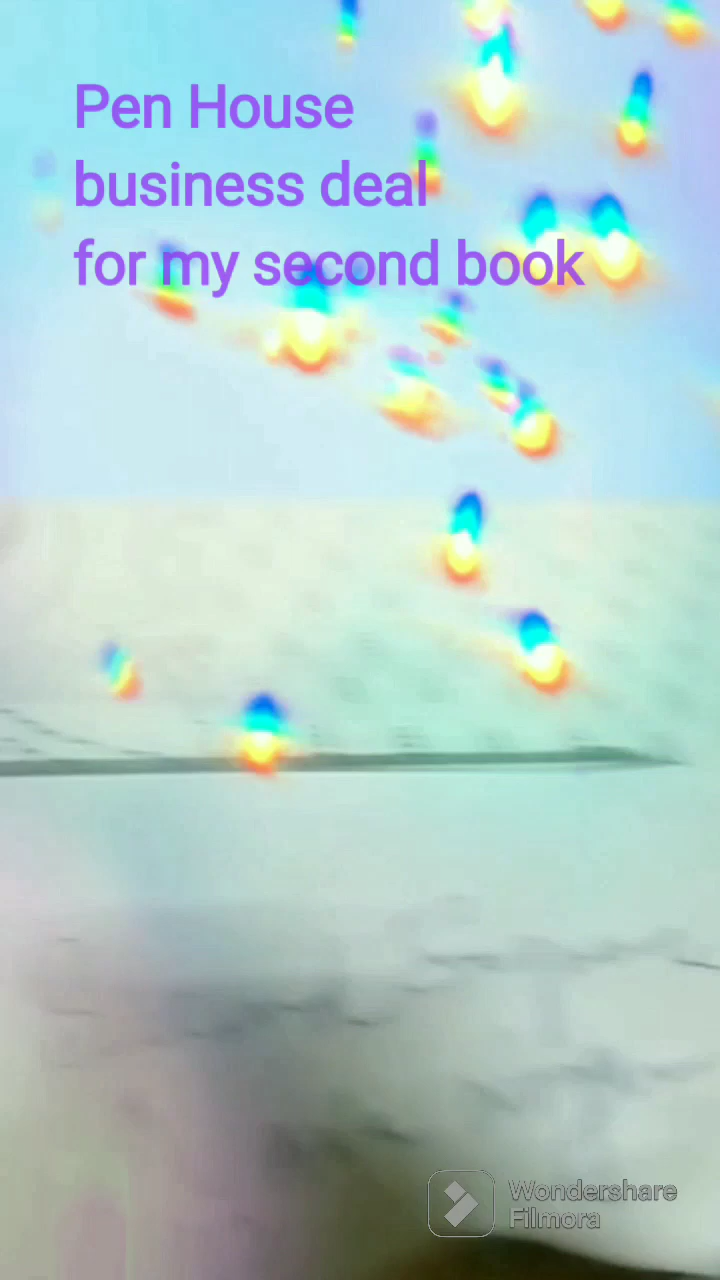 Pen House
business deal
for my second book
Wondershare
Filmora